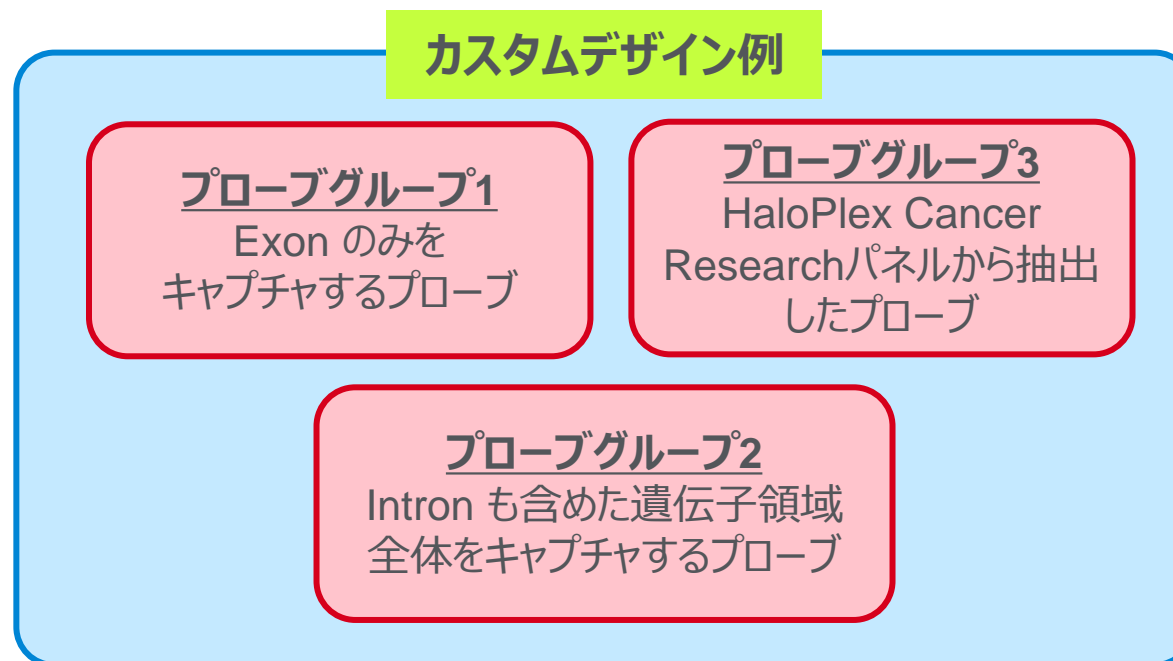 カスタムデザイン例
プローブグループ1
Exon のみを
キャプチャするプローブ
プローブグループ3
HaloPlex Cancer
Researchパネルから抽出
したプローブ
プローブグループ2
Intron も含めた遺伝子領域
全体をキャプチャするプローブ